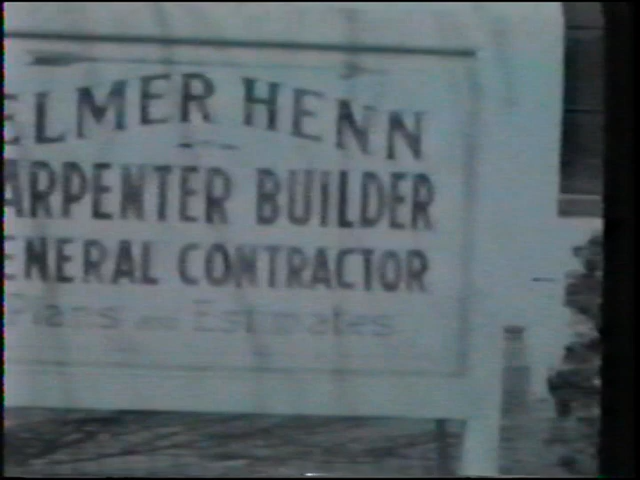 ELMER HENN
ARPENTER BUILDER
ENERAL CONTRACTOR
Plans and Estimates